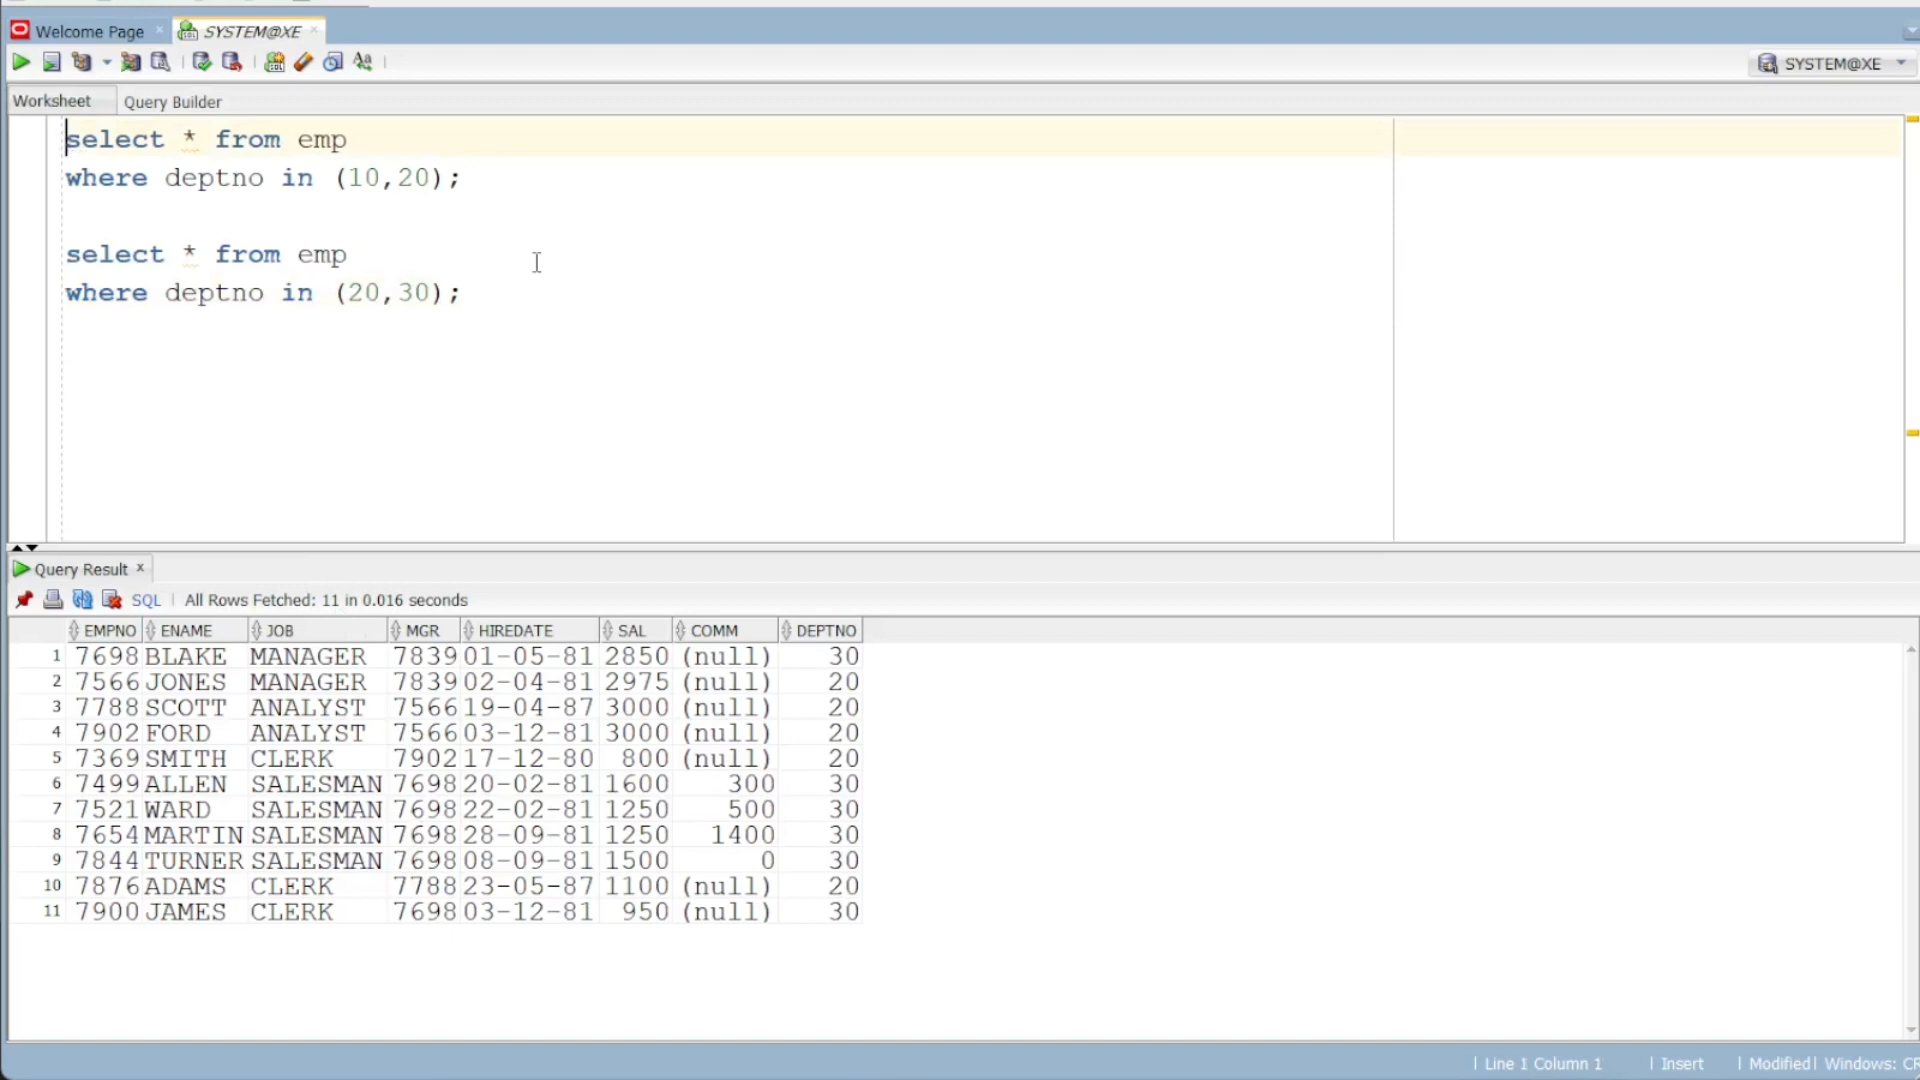 Welcome Page × SYSTEM@XE ×
SYSTEM@XE
Worksheet Query Builder
select * from emp
where deptno in (10,20);
select * from emp
where deptno in (20,30);
Query Result ×
SQL | All Rows Fetched: 11 in 0.016 seconds
EMPNO ENAME JOB MGR HIREDATE SAL COMM DEPTNO
1 7698 BLAKE MANAGER 7839 01-05-81 2850 (null) 30
2 7566 JONES MANAGER 7839 02-04-81 2975 (null) 20
3 7788 SCOTT ANALYST 7566 19-04-87 3000 (null) 20
4 7902 FORD ANALYST 7566 03-12-81 3000 (null) 20
5 7369 SMITH CLERK 7902 17-12-80 800 (null) 20
6 7499 ALLEN SALESMAN 7698 20-02-81 1600 300 30
7 7521 WARD SALESMAN 7698 22-02-81 1250 500 30
8 7654 MARTIN SALESMAN 7698 28-09-81 1250 1400 30
9 7844 TURNER SALESMAN 7698 08-09-81 1500 0 30
10 7876 ADAMS CLERK 7788 23-05-87 1100 (null) 20
11 7900 JAMES CLERK 7698 03-12-81 950 (null) 30
| Line 1 Column 1 | Insert | Modified | Windows: